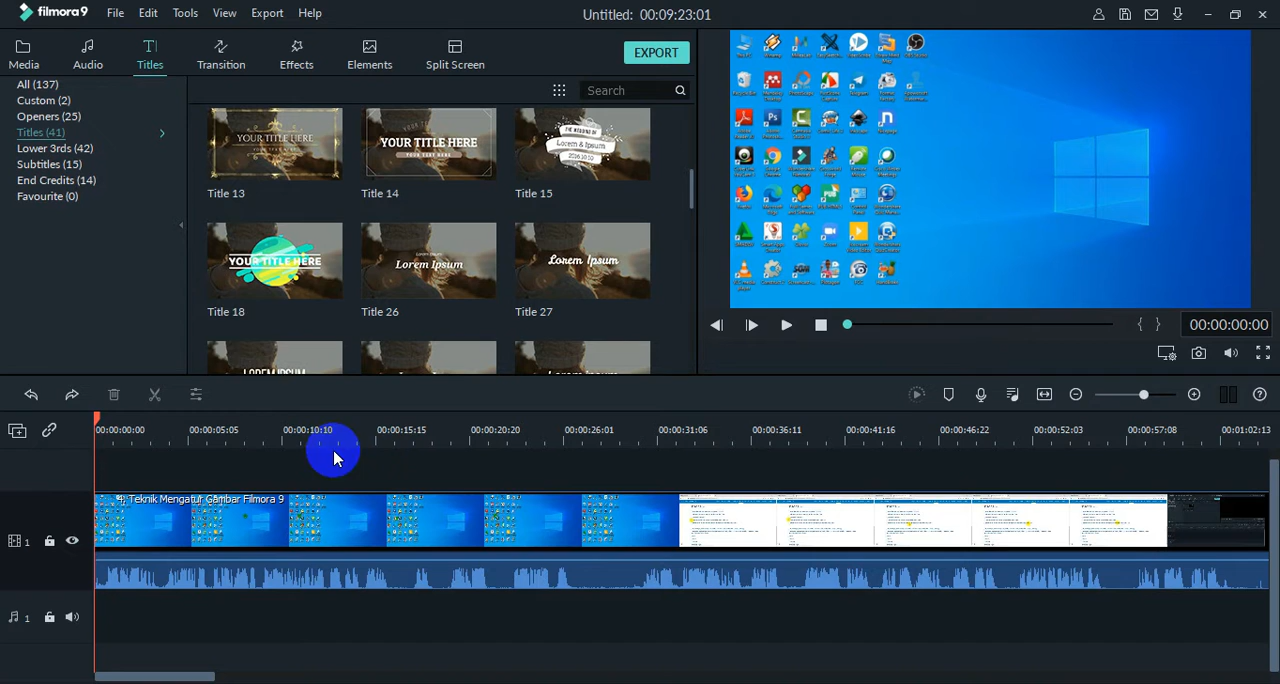 filmora9 File Edit Tools View Export Help Untitled: 00:09:23:01
Media Audio Titles Transition Effects Elements Split Screen EXPORT
All (137)
Custom (2)
Openers (25)
Titles (41)
Lower 3rds (42)
Subtitles (15)
End Credits (14)
Favourite (0)
Search
YOUR TITLE HERE
Title 13
YOUR TITLE HERE
YOUR TEXT HERE
Title 14
THE WEDDING OF
Lorem & Ipsum
2016.10.10
Title 15
YOUR TITLE HERE
Title 18
Lorem Ipsum
Title 26
Lorem Ipsum
Title 27
LOREM IPSUM
00:00:00:00
00:00:00:00 00:00:05:05 00:00:10:10 00:00:15:15 00:00:20:20 00:00:26:01 00:00:31:06 00:00:36:11 00:00:41:16 00:00:46:22 00:00:52:03 00:00:57:08 00:01:02:13
4. Teknik Mengatur Gambar Filmora 9
1
1